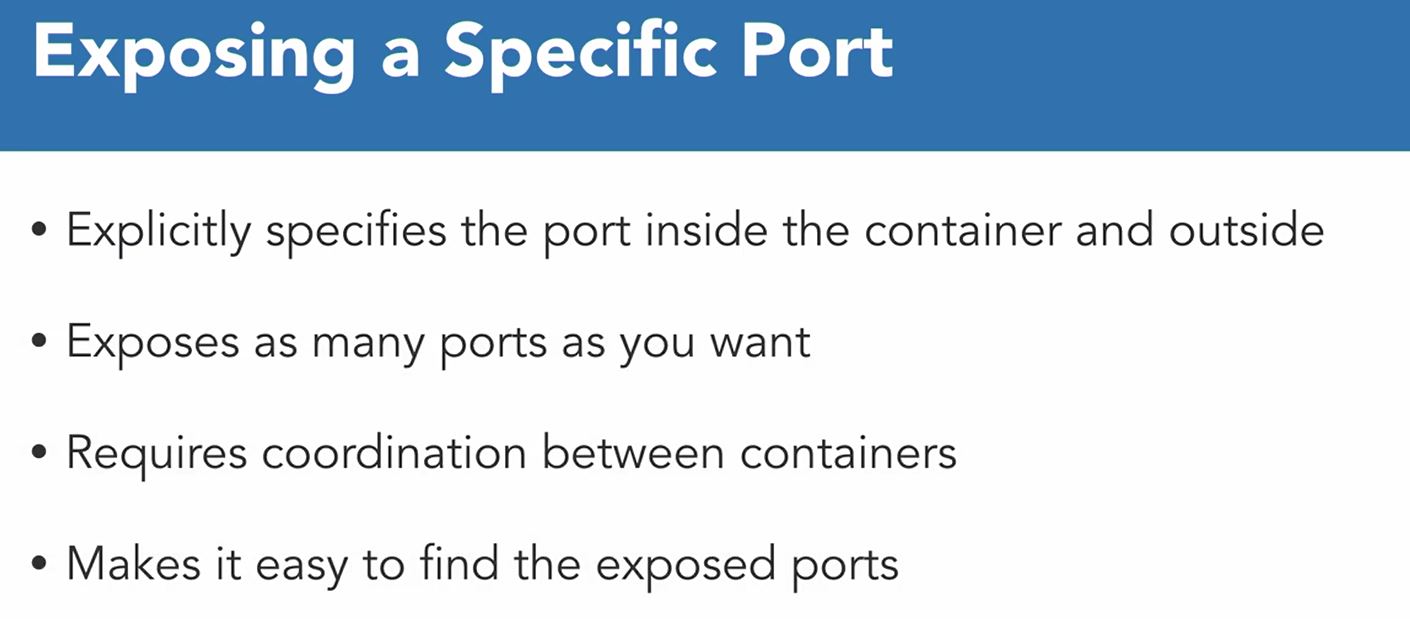 Exposing a Specific Port
• Explicitly specifies the port inside the container and outside
• Exposes as many ports as you want
• Requires coordination between containers
• Makes it easy to find the exposed ports